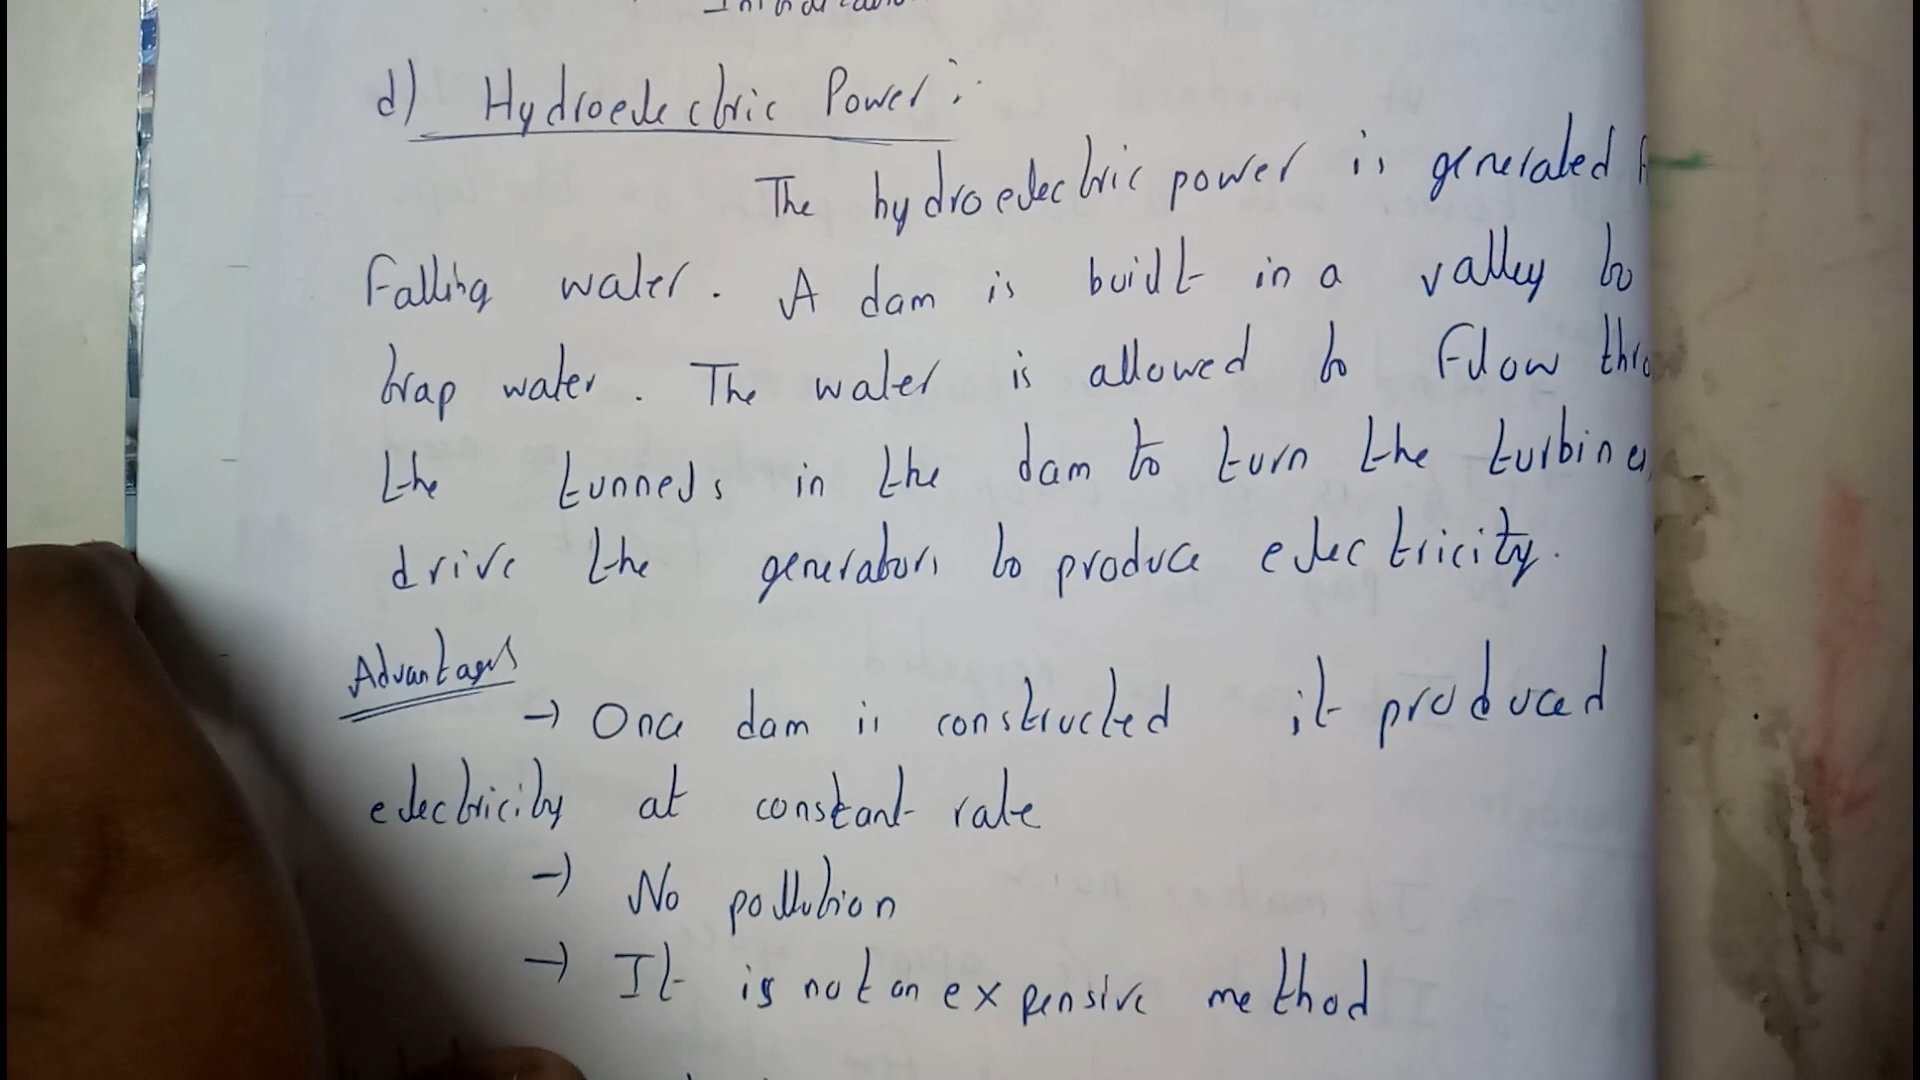 d) Hydroelectric Power :
The hydroelectric power is generated
Falling water. A dam is built in a valley to
trap water. The water is allowed to Flow
the tunnels in the dam to turn the turbines
drive the generators to produce electricity.
Advantages
→ Once dam is constructed it produced
electricity at constant rate
→ No pollution
→ It is not an expensive method